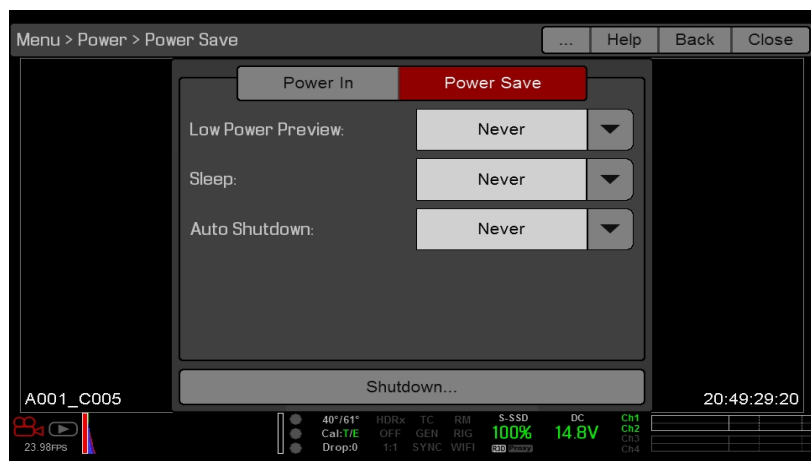 Menu > Power > Power Save ... Help Back Close
Power In Power Save
Low Power Preview: Never
Sleep: Never
Auto Shutdown: Never
Shutdown...
A001_C005 20:49:29:20
40°/61° HDRx TC RM S-SSD DC Ch1
Cal:T/E OFF GEN RIG 100% 14.8V Ch2
23.98FPS Drop:0 1:1 SYNC WIFI R3D Proxy Ch3
Ch4